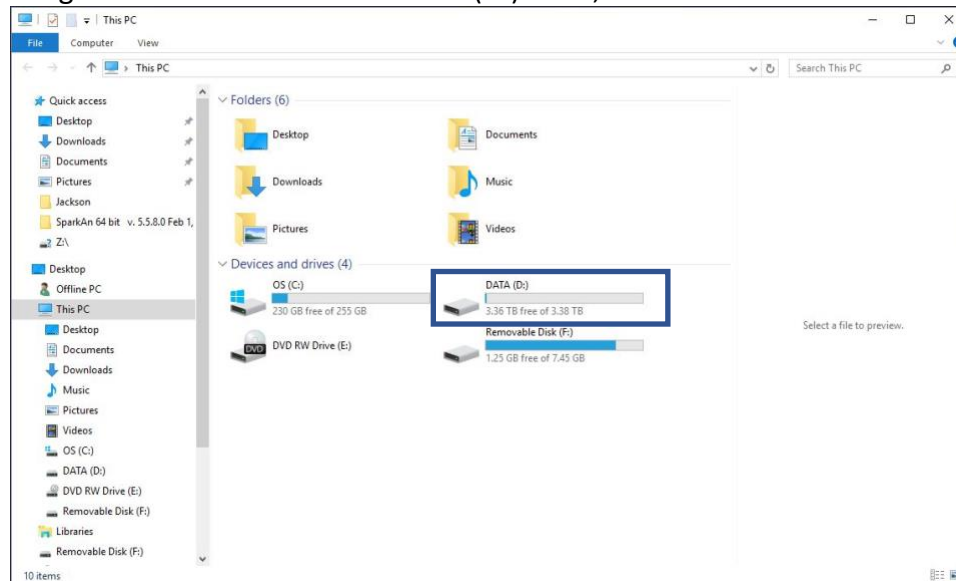 This PC
File Computer View
This PC
Search This PC
Quick access
Desktop
Downloads
Documents
Pictures
Jackson
SparkAn 64 bit v. 5.5.8.0 Feb 1,
Z:\
Desktop
Offline PC
This PC
Desktop
Documents
Downloads
Music
Pictures
Videos
OS (C:)
DATA (D:)
DVD RW Drive (E:)
Removable Disk (F:)
Libraries
Removable Disk (F:)
10 items
Folders (6)
Desktop
Documents
Downloads
Music
Pictures
Videos
Devices and drives (4)
OS (C:)
230 GB free of 255 GB
DATA (D:)
3.36 TB free of 3.38 TB
DVD RW Drive (E:)
DVD
Removable Disk (F:)
1.25 GB free of 7.45 GB
Select a file to preview.